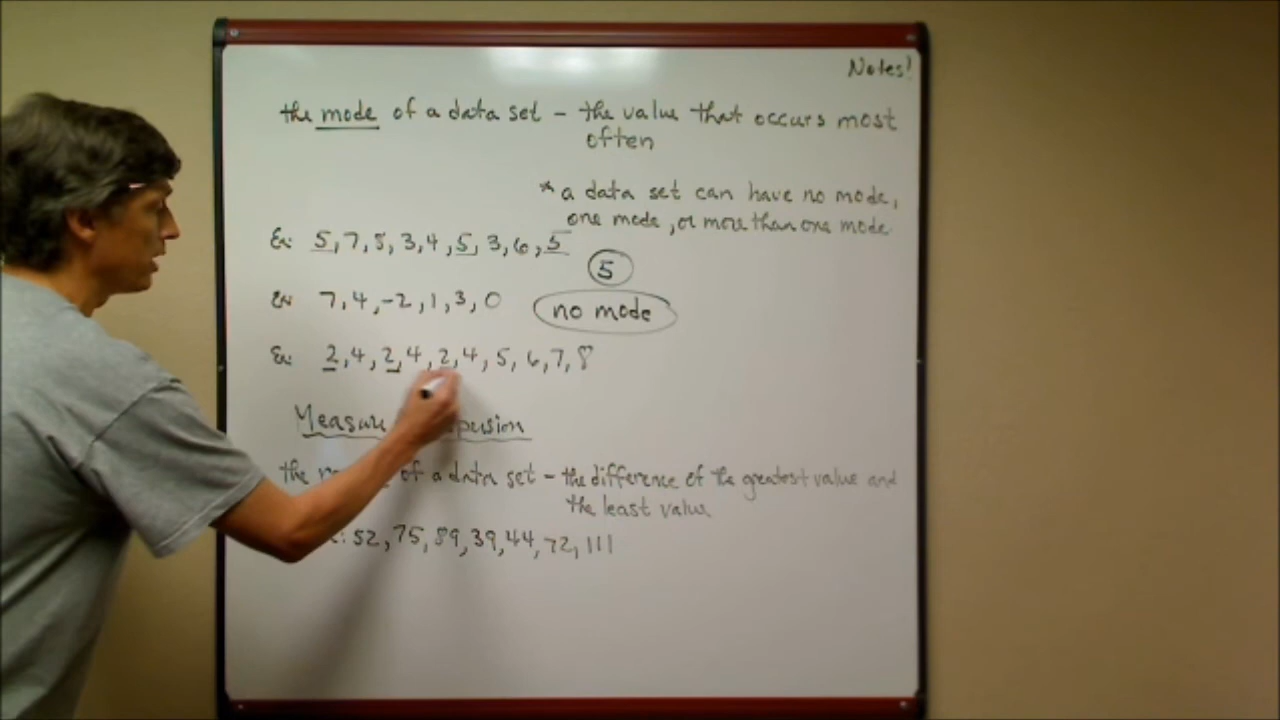 Notes!
the mode of a data set - the value that occurs most
often
* a data set can have no mode,
one mode, or more than one mode
Ex: 5, 7, 8, 3, 4, 5, 3, 6, 5
5
Ex: 7, 4, -2, 1, 3, 0
no mode
Ex: 2, 4, 2, 4, 2, 4, 5, 6, 7, 8
Measure
the of a data set - the difference of the greatest value and
the least value
: 52, 75, 89, 39, 44, 72, 111